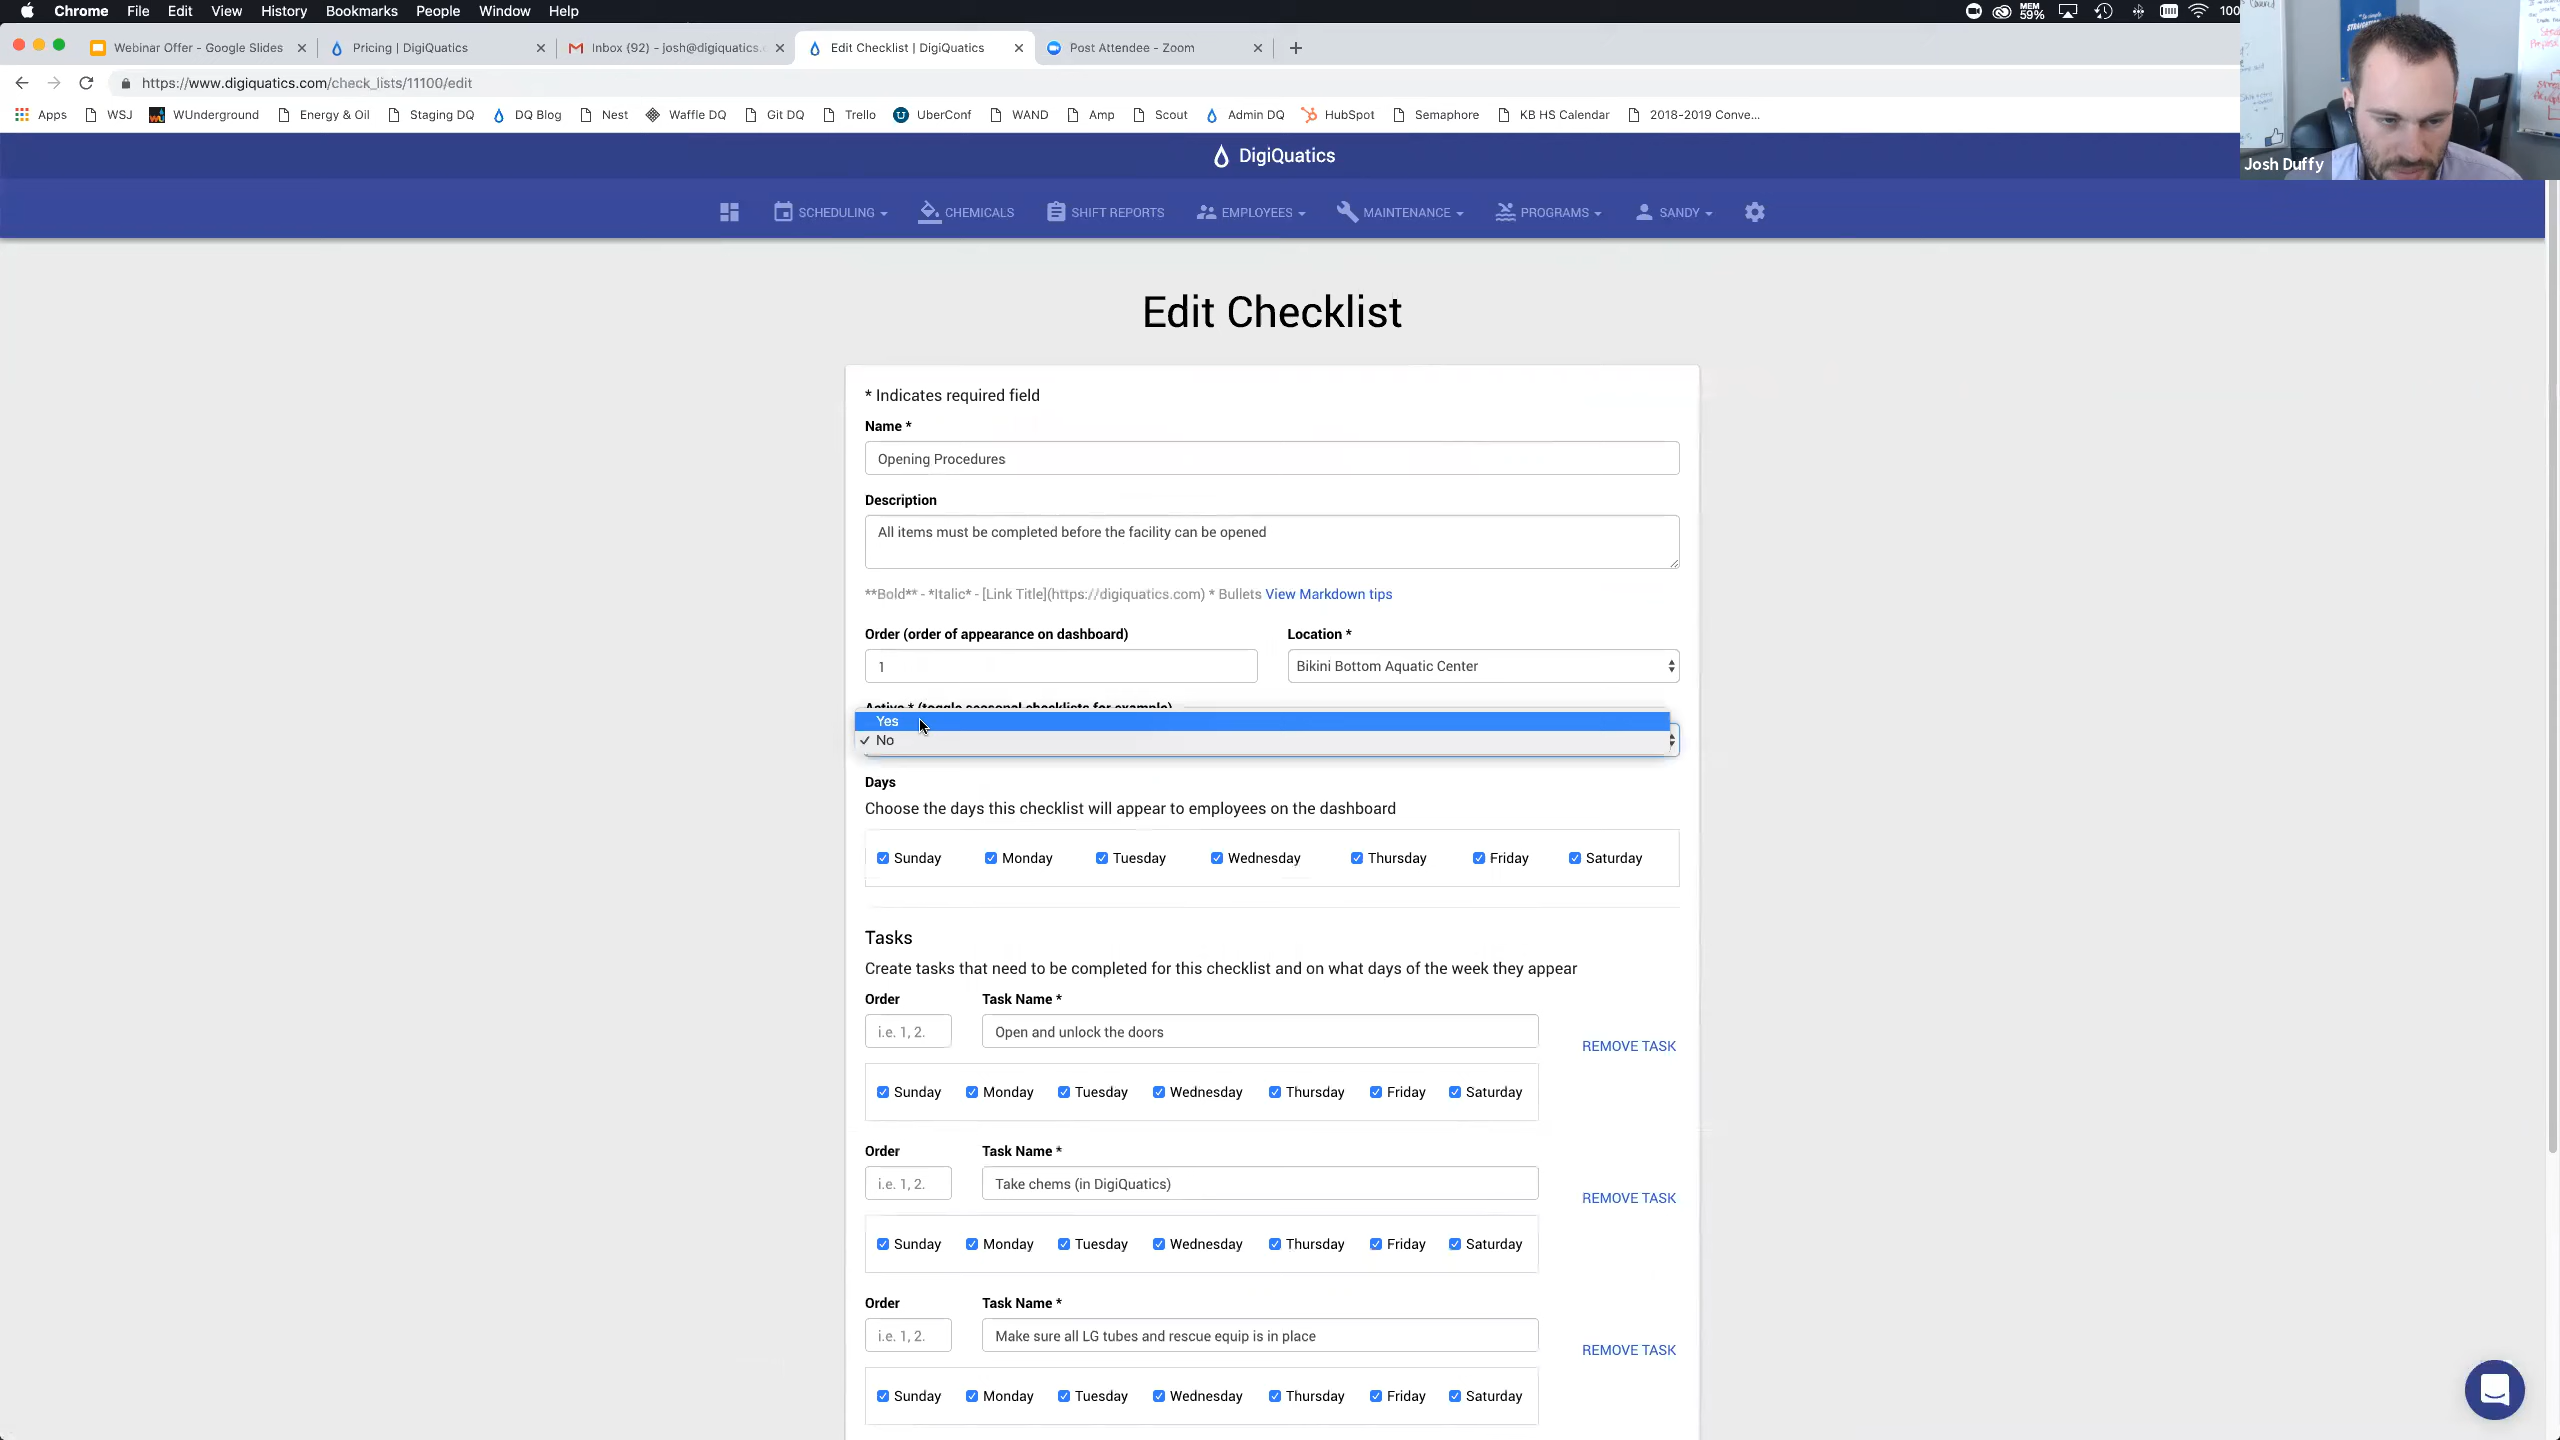 Chrome File Edit View History Bookmarks People Window Help MEM 59% 100
Webinar Offer - Google Slides Pricing | DigiQuatics Inbox (92) - josh@digiquatics. Edit Checklist | DigiQuatics Post Attendee - Zoom
https://www.digiquatics.com/check_lists/11100/edit
Apps WSJ WUnderground Energy & Oil Staging DQ DQ Blog Nest Waffle DQ Git DQ Trello UberConf WAND Amp Scout Admin DQ HubSpot Semaphore KB HS Calendar 2018-2019 Conve...
Josh Duffy
DigiQuatics
SCHEDULING CHEMICALS SHIFT REPORTS EMPLOYEES MAINTENANCE PROGRAMS SANDY
Edit Checklist
* Indicates required field
Name *
Opening Procedures
Description
All items must be completed before the facility can be opened
**Bold** - *Italic* - [Link Title](https://digiquatics.com) * Bullets View Markdown tips
Order (order of appearance on dashboard) Location *
1 Bikini Bottom Aquatic Center
Active * (toggle seasonal checklists for example)
Yes
✓ No
Days
Choose the days this checklist will appear to employees on the dashboard
Sunday Monday Tuesday Wednesday Thursday Friday Saturday
Tasks
Create tasks that need to be completed for this checklist and on what days of the week they appear
Order Task Name *
i.e. 1, 2. Open and unlock the doors
REMOVE TASK
Sunday Monday Tuesday Wednesday Thursday Friday Saturday
Order Task Name *
i.e. 1, 2. Take chems (in DigiQuatics)
REMOVE TASK
Sunday Monday Tuesday Wednesday Thursday Friday Saturday
Order Task Name *
i.e. 1, 2. Make sure all LG tubes and rescue equip is in place
REMOVE TASK
Sunday Monday Tuesday Wednesday Thursday Friday Saturday